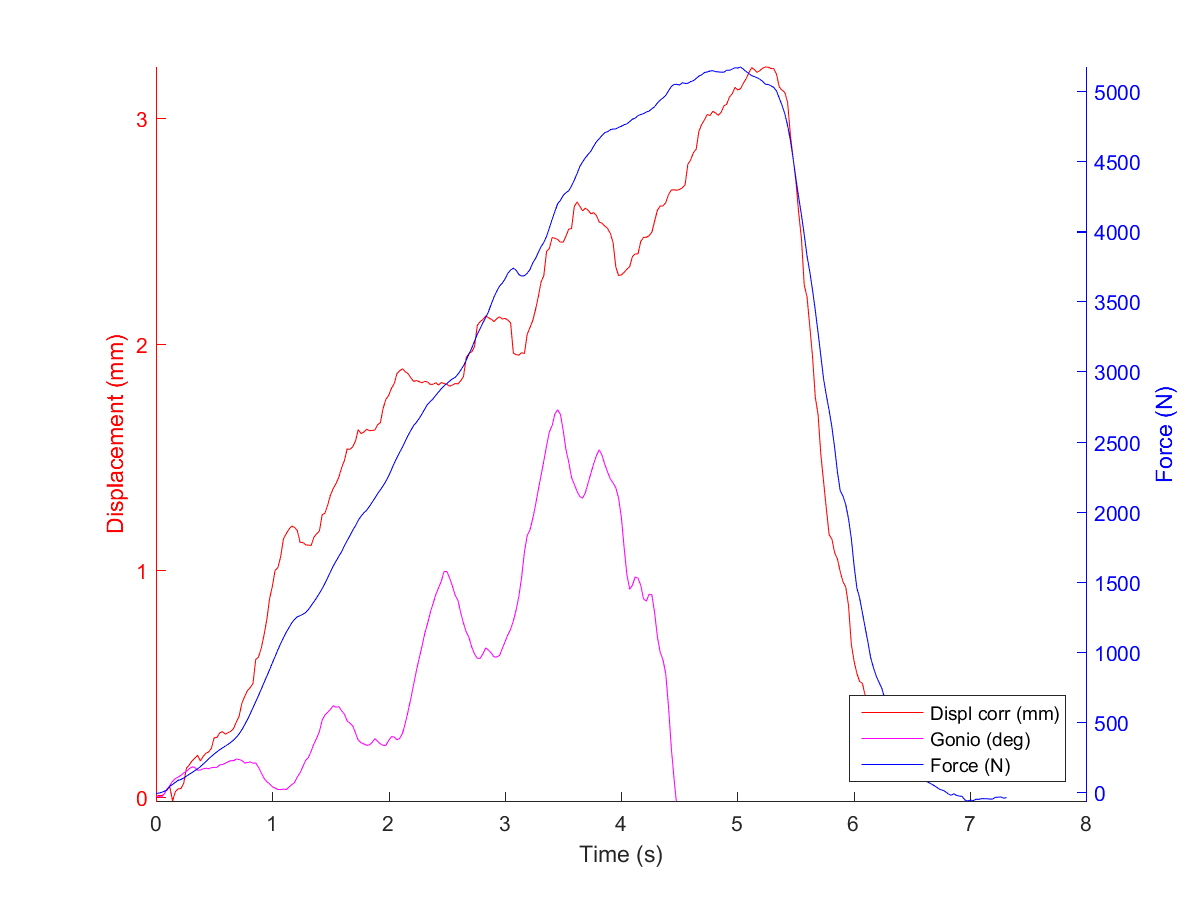 3
2
1
0
Displacement (mm)
5000
4500
4000
3500
3000
2500
2000
1500
1000
500
0
Force (N)
Displ corr (mm)
Gonio (deg)
Force (N)
0 1 2 3 4 5 6 7 8
Time (s)